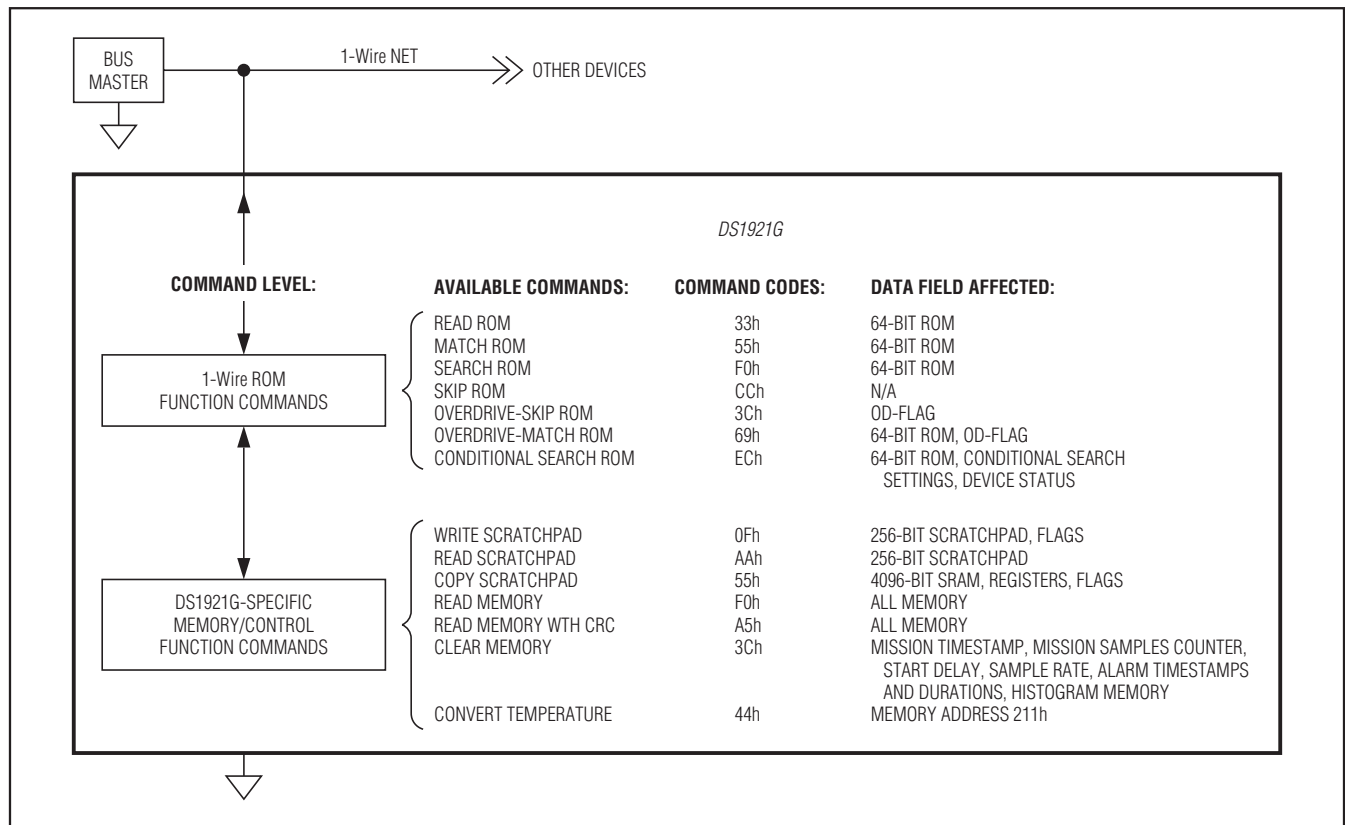 BUS
MASTER
1-Wire NET
OTHER DEVICES
DS1921G
COMMAND LEVEL: AVAILABLE COMMANDS: COMMAND CODES: DATA FIELD AFFECTED:
1-Wire ROM
FUNCTION COMMANDS
READ ROM 33h 64-BIT ROM
MATCH ROM 55h 64-BIT ROM
SEARCH ROM F0h 64-BIT ROM
SKIP ROM CCh N/A
OVERDRIVE-SKIP ROM 3Ch OD-FLAG
OVERDRIVE-MATCH ROM 69h 64-BIT ROM, OD-FLAG
CONDITIONAL SEARCH ROM ECh 64-BIT ROM, CONDITIONAL SEARCH
SETTINGS, DEVICE STATUS
DS1921G-SPECIFIC
MEMORY/CONTROL
FUNCTION COMMANDS
WRITE SCRATCHPAD 0Fh 256-BIT SCRATCHPAD, FLAGS
READ SCRATCHPAD AAh 256-BIT SCRATCHPAD
COPY SCRATCHPAD 55h 4096-BIT SRAM, REGISTERS, FLAGS
READ MEMORY F0h ALL MEMORY
READ MEMORY WTH CRC A5h ALL MEMORY
CLEAR MEMORY 3Ch MISSION TIMESTAMP, MISSION SAMPLES COUNTER,
START DELAY, SAMPLE RATE, ALARM TIMESTAMPS
AND DURATIONS, HISTOGRAM MEMORY
CONVERT TEMPERATURE 44h MEMORY ADDRESS 211h